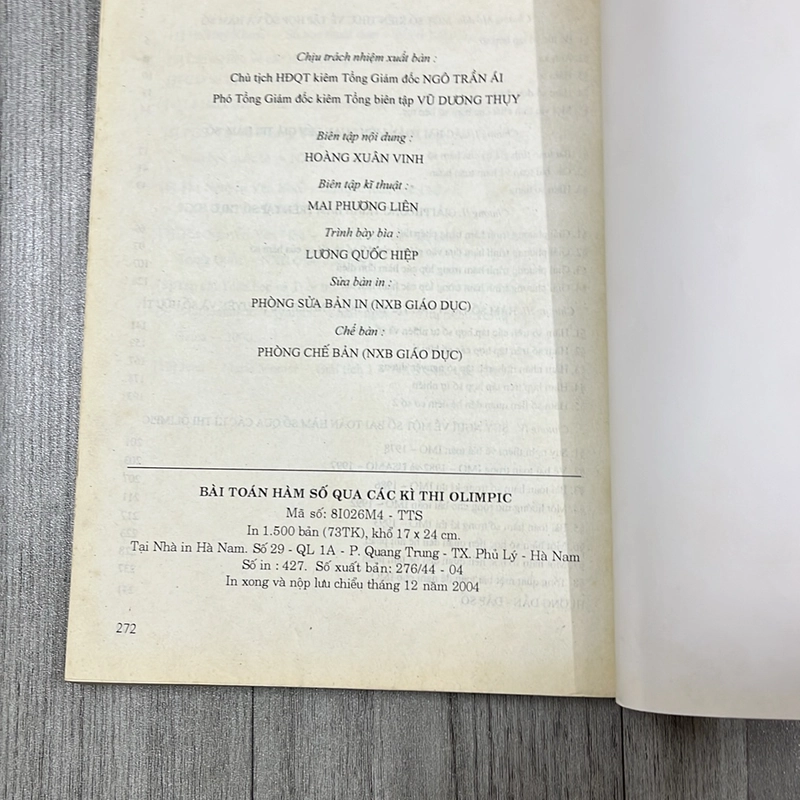 Chịu trách nhiệm xuất bản :
Chủ tịch HĐQT kiêm Tổng Giám đốc NGÔ TRẦN ÁI
Phó Tổng Giám đốc kiêm Tổng biên tập VŨ DƯƠNG THỤY
Biên tập nội dung :
HOÀNG XUÂN VINH
Biên tập kĩ thuật :
MAI PHƯƠNG LIÊN
Trình bày bìa :
LƯƠNG QUỐC HIỆP
Sửa bản in :
PHÒNG SỬA BẢN IN (NXB GIÁO DỤC)
Chế bản :
PHÒNG CHẾ BẢN (NXB GIÁO DỤC)
BÀI TOÁN HÀM SỐ QUA CÁC KÌ THI OLIMPIC
Mã số: 8I026M4 - TTS
In 1.500 bản (73TK), khổ 17 x 24 cm.
Tại Nhà in Hà Nam. Số 29 - QL 1A - P. Quang Trung - TX. Phủ Lý - Hà Nam
Số in : 427. Số xuất bản: 276/44 - 04
In xong và nộp lưu chiểu tháng 12 năm 2004
272